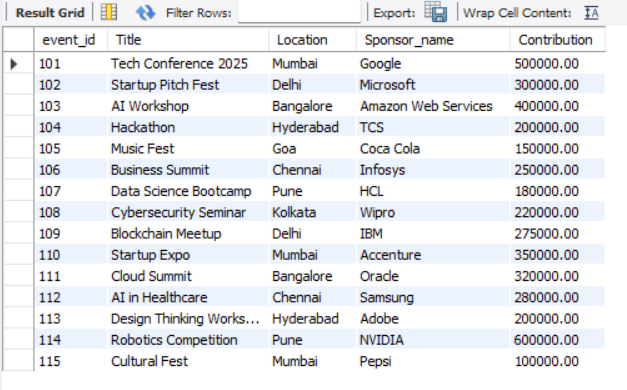 Result Grid Filter Rows: Export: Wrap Cell Content: IA
event_id Title Location Sponsor_name Contribution
101 Tech Conference 2025 Mumbai Google 500000.00
102 Startup Pitch Fest Delhi Microsoft 300000.00
103 AI Workshop Bangalore Amazon Web Services 400000.00
104 Hackathon Hyderabad TCS 200000.00
105 Music Fest Goa Coca Cola 150000.00
106 Business Summit Chennai Infosys 250000.00
107 Data Science Bootcamp Pune HCL 180000.00
108 Cybersecurity Seminar Kolkata Wipro 220000.00
109 Blockchain Meetup Delhi IBM 275000.00
110 Startup Expo Mumbai Accenture 350000.00
111 Cloud Summit Bangalore Oracle 320000.00
112 AI in Healthcare Chennai Samsung 280000.00
113 Design Thinking Works... Hyderabad Adobe 200000.00
114 Robotics Competition Pune NVIDIA 600000.00
115 Cultural Fest Mumbai Pepsi 100000.00